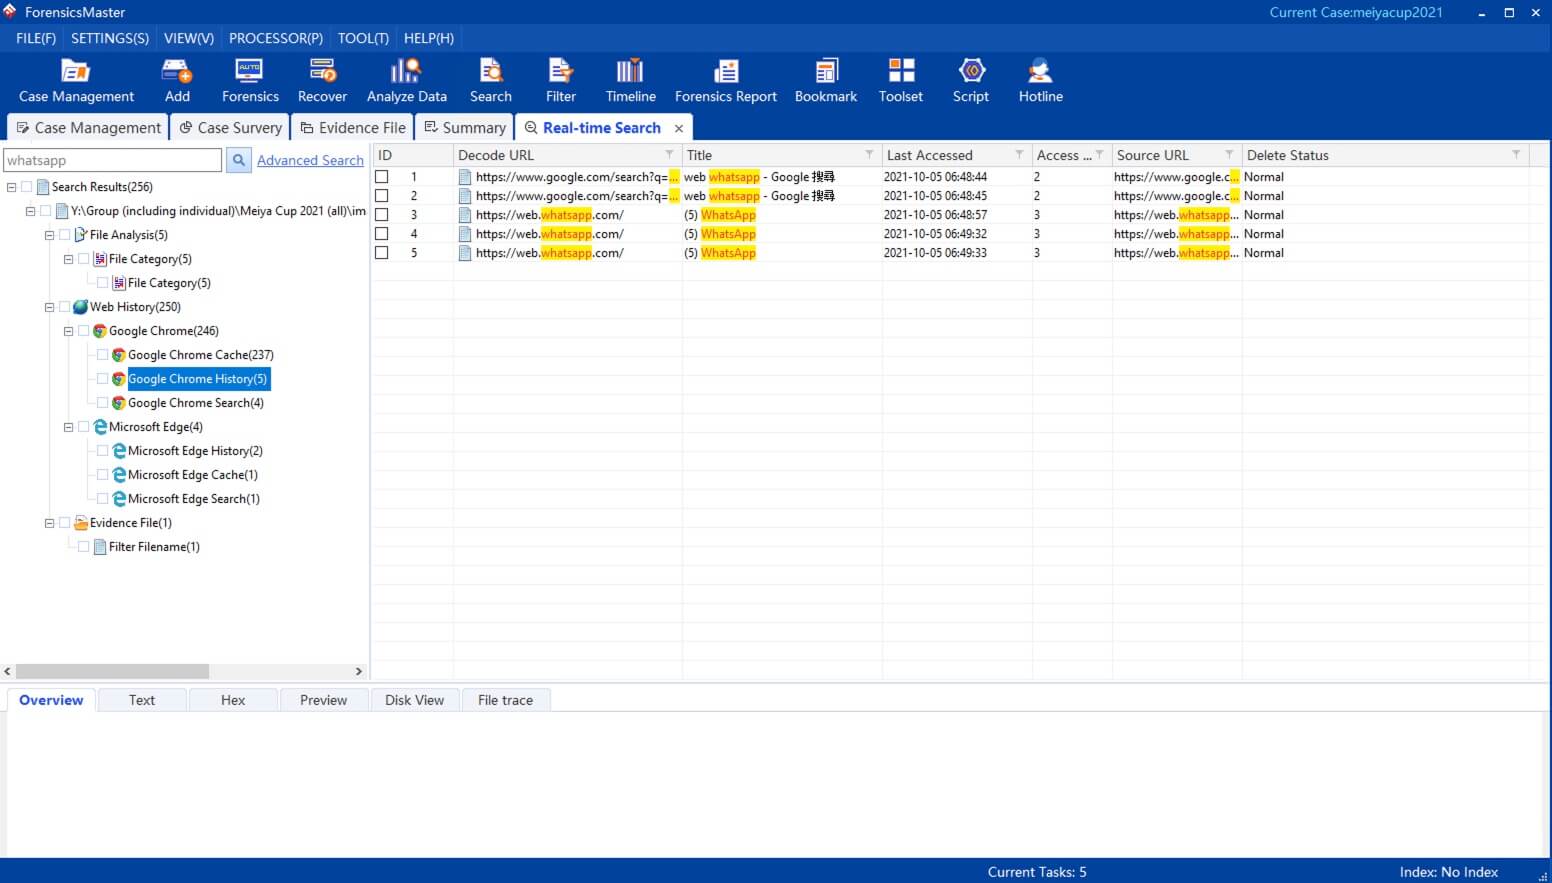 ForensicsMaster Current Case:meiyacup2021
FILE(F) SETTINGS(S) VIEW(V) PROCESSOR(P) TOOL(T) HELP(H)
AUTO
Case Management Add Forensics Recover Analyze Data Search Filter Timeline Forensics Report Bookmark Toolset Script Hotline
Case Management Case Survery Evidence File Summary Real-time Search
whatsapp Advanced Search
Search Results(256)
Y:\Group (including individual)\Meiya Cup 2021 (all)\im
File Analysis(5)
File Category(5)
File Category(5)
Web History(250)
Google Chrome(246)
Google Chrome Cache(237)
Google Chrome History(5)
Google Chrome Search(4)
Microsoft Edge(4)
Microsoft Edge History(2)
Microsoft Edge Cache(1)
Microsoft Edge Search(1)
Evidence File(1)
Filter Filename(1)
ID Decode URL Title Last Accessed Access ... Source URL Delete Status
1 https://www.google.com/search?q=... web whatsapp - Google 搜尋 2021-10-05 06:48:44 2 https://www.google.c... Normal
2 https://www.google.com/search?q=... web whatsapp - Google 搜尋 2021-10-05 06:48:45 2 https://www.google.c... Normal
3 https://web.whatsapp.com/ (5) WhatsApp 2021-10-05 06:48:57 3 https://web.whatsapp... Normal
4 https://web.whatsapp.com/ (5) WhatsApp 2021-10-05 06:49:32 3 https://web.whatsapp... Normal
5 https://web.whatsapp.com/ (5) WhatsApp 2021-10-05 06:49:33 3 https://web.whatsapp... Normal
Overview Text Hex Preview Disk View File trace
Current Tasks: 5 Index: No Index